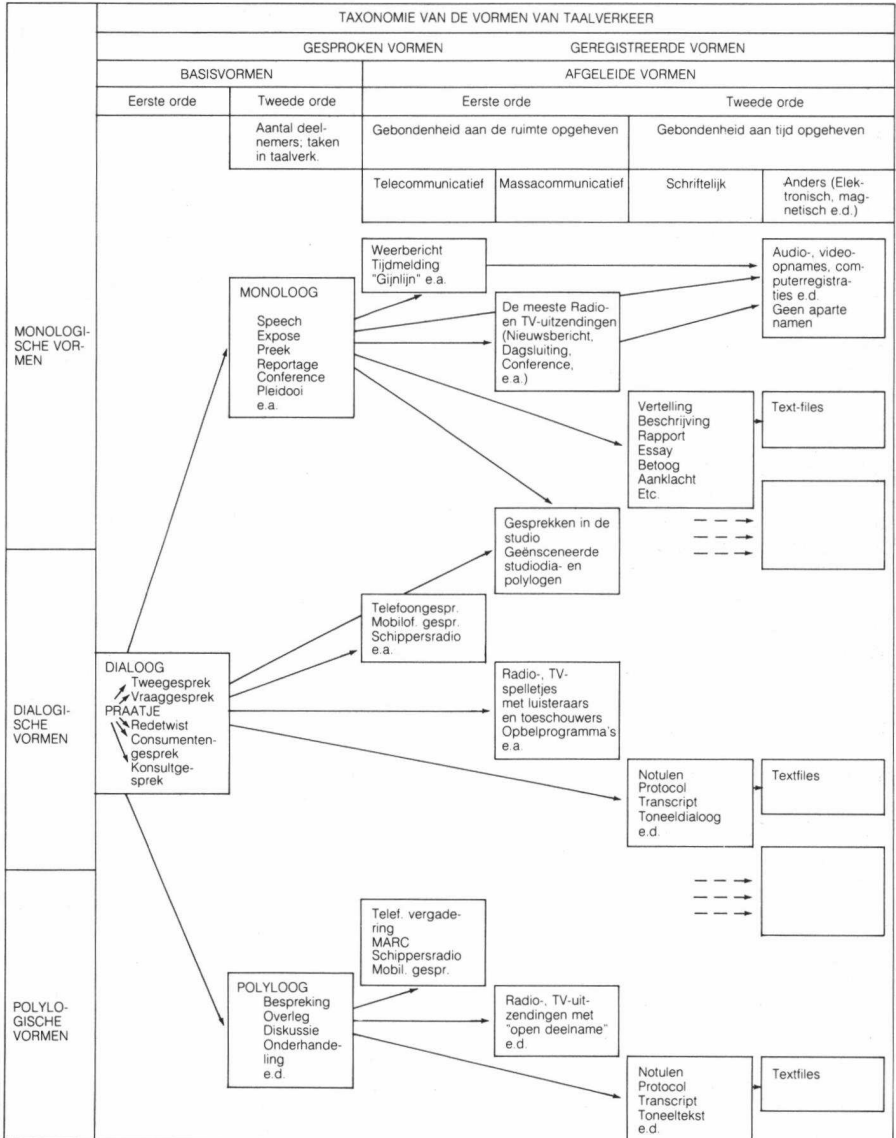 TAXONOMIE VAN DE VORMEN VAN TAALVERKEER
GESPROKEN VORMEN
GEREGISTREERDE VORMEN
BASISVORMEN
AFGELEIDE VORMEN
Eerste orde
Tweede orde
Eerste orde
Tweede orde
Aantal deel-
nemers; taken
in taalverk.
Gebondenheid aan de ruimte opgeheven
Gebondenheid aan tijd opgeheven
Telecommunicatief
Massacommunicatief
Schriftelijk
Anders (Elek-
tronisch, mag-
netisch e.d.)
MONOLOGI-
SCHE VOR-
MEN
MONOLOOG
Speech
Expose
Preek
Reportage
Conference
Pleidooi
e.a.
Weerbericht
Tijdmelding
"Gijnlijn" e.a.
De meeste Radio-
en TV-uitzendingen
(Nieuwsbericht,
Dagsluiting,
Conference,
e.a.)
Audio-, video-
opnames, com-
puterregistra-
ties e.d.
Geen aparte
namen
Vertelling
Beschrijving
Rapport
Essay
Betoog
Aanklacht
Etc.
Text-files
Gesprekken in de
studio
Geënsceneerde
studiodia- en
polylogen
DIALOGI-
SCHE
VORMEN
DIALOOG
Tweegesprek
Vraaggesprek
PRAATJE
Redetwist
Consumenten-
gesprek
Konsultge-
sprek
Telefoongespr.
Mobilof. gespr.
Schippersradio
e.a.
Radio-, TV-
spelletjes
met luisteraars
en toeschouwers
Opbelprogramma's
e.a.
Notulen
Protocol
Transcript
Toneeldialoog
e.d.
Textfiles
POLYLO-
GISCHE
VORMEN
POLYLOOG
Bespreking
Overleg
Diskussie
Onderhande-
ling
e.d.
Telef. vergade-
ring
MARC
Schippersradio
Mobil. gespr.
Radio-, TV-uit-
zendingen met
"open deelname"
e.d.
Notulen
Protocol
Transcript
Toneeltekst
e.d.
Textfiles